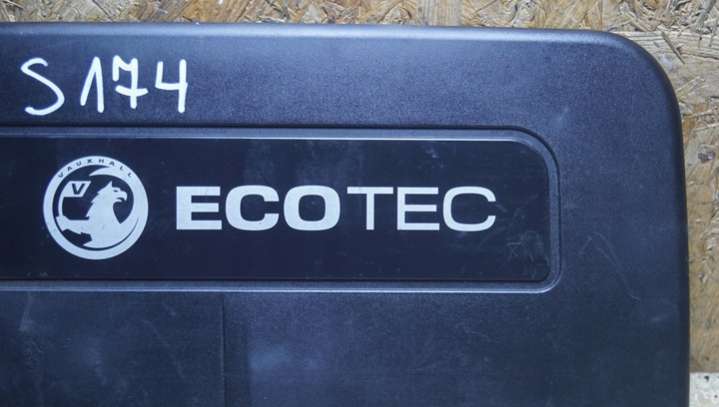 S174
VAUXHALL
V
ECOTEC